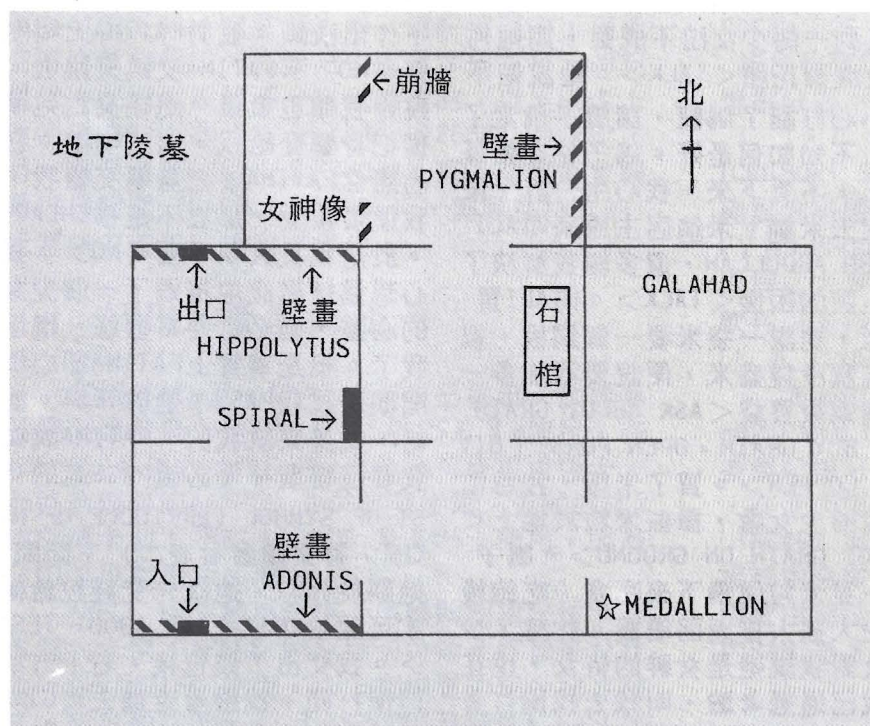 ←崩牆
北
地下陵墓
壁畫→
PYGMALION
女神像
GALAHAD
出口
壁畫
HIPPOLYTUS
石棺
SPIRAL→
入口
壁畫
ADONIS
☆MEDALLION